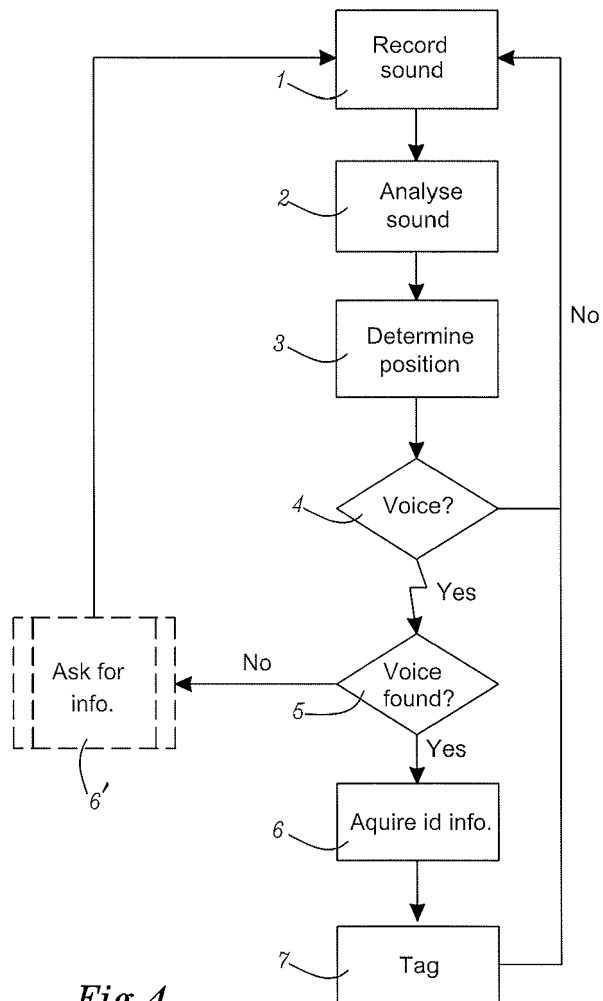 Record
sound
1
Analyse
sound
2
Determine
position
3
No
Voice?
4
Yes
Voice
found?
5
No
Ask for
info.
6'
Yes
Aquire id info.
6
Tag
7
Fig 4